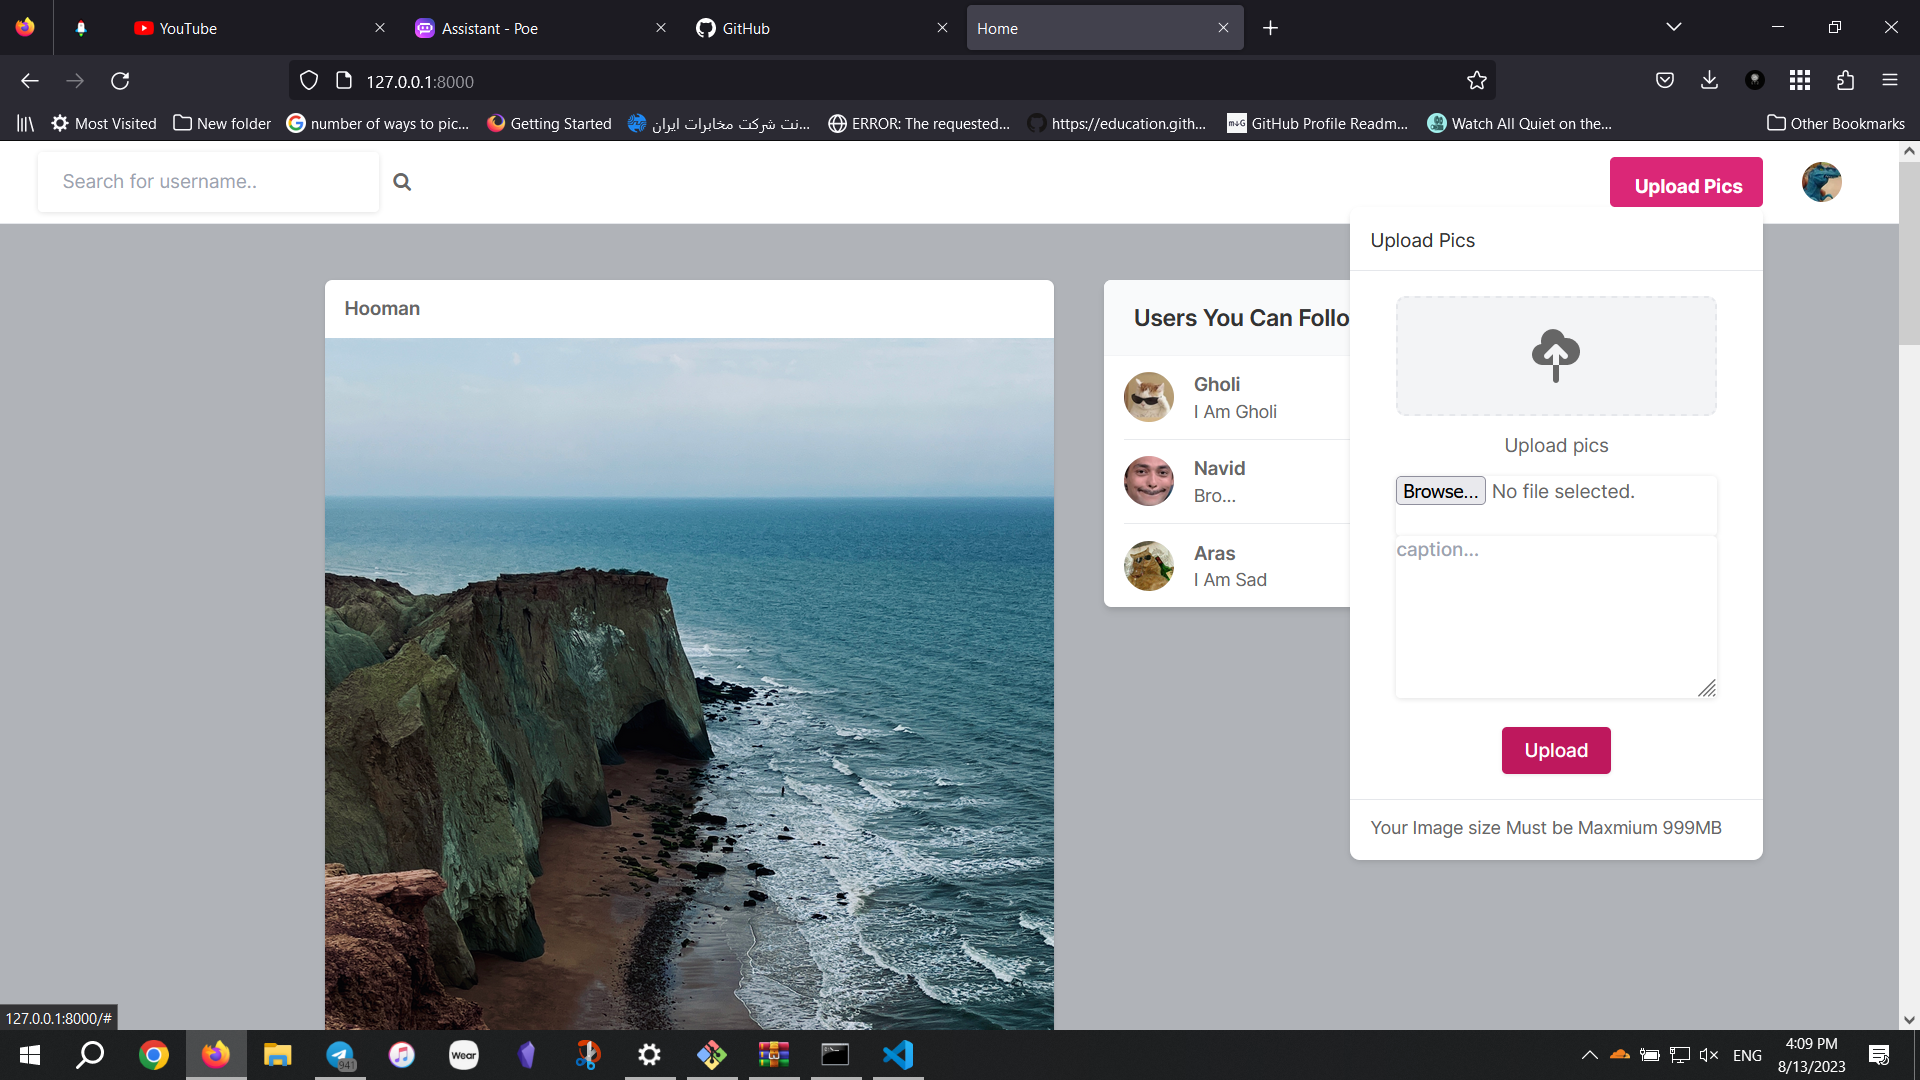 YouTube
Assistant - Poe
GitHub
Home
127.0.0.1:8000
Most Visited
New folder
number of ways to pic...
Getting Started
نت شرکت مخابرات ایران...
ERROR: The requested...
https://education.gith...
M↓G
GitHub Profile Readm...
Watch All Quiet on the...
Other Bookmarks
Search for username..
Upload Pics
Upload Pics
Hooman
Users You Can Follo
Gholi
I Am Gholi
Navid
Bro...
Aras
I Am Sad
Upload pics
Browse...
No file selected.
caption...
Upload
Your Image size Must be Maxmium 999MB
127.0.0.1:8000/#
941
Wear
ENG
4:09 PM
8/13/2023